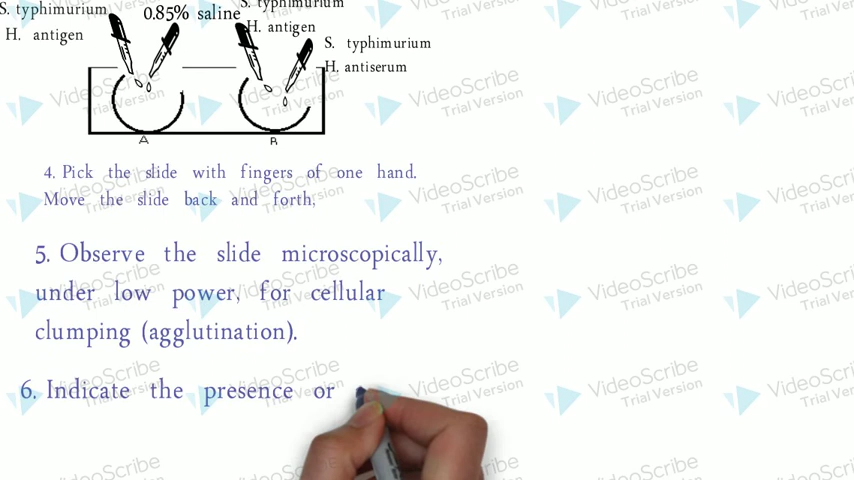 S. typhimurium
H. antigen
0.85% saline
S. typhimurium
H. antigen
S. typhimurium
H. antiserum
A
B
4. Pick the slide with fingers of one hand.
Move the slide back and forth,
5. Observe the slide microscopically,
under low power, for cellular
clumping (agglutination).
6. Indicate the presence or
VideoScribe
Trial Version